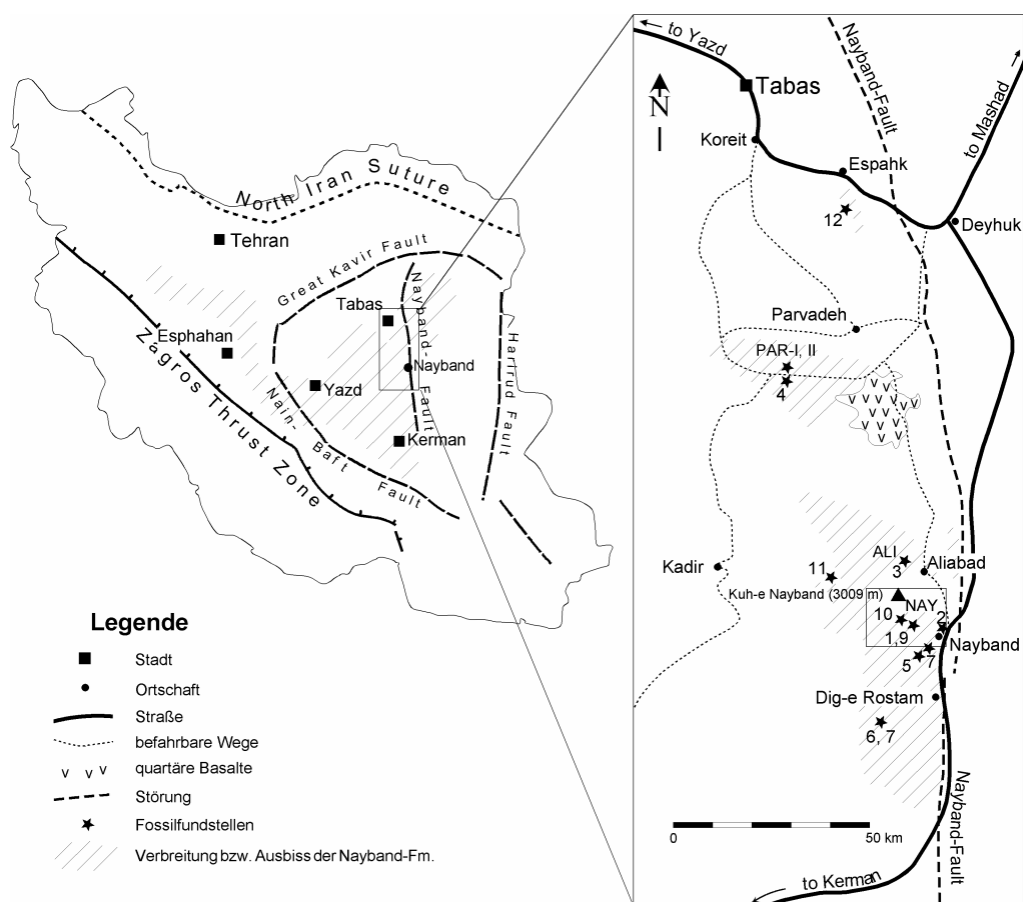 North Iran Suture
Tehran
Great Kavir Fault
Tabas
Nayband-Fault
Esphahan
Nayband
Yazd
Harirud Fault
Zagros Thrust Zone
Nain-Baft Fault
Kerman
Legende
Stadt
Ortschaft
Straße
befahrbare Wege
quartäre Basalte
Störung
Fossilfundstellen
Verbreitung bzw. Ausbiss der Nayband-Fm.
to Yazd
Nayband-Fault
Tabas
to Mashad
N
Koreit
Espahk
12
Deyhuk
Parvadeh
PAR-I, II
4
ALI
3
Aliabad
Kadir
11
Kuh-e Nayband (3009 m)
NAY
10
2
1,9
Nayband
7
5
Dig-e Rostam
6, 7
Nayband-Fault
0 50 km
to Kerman